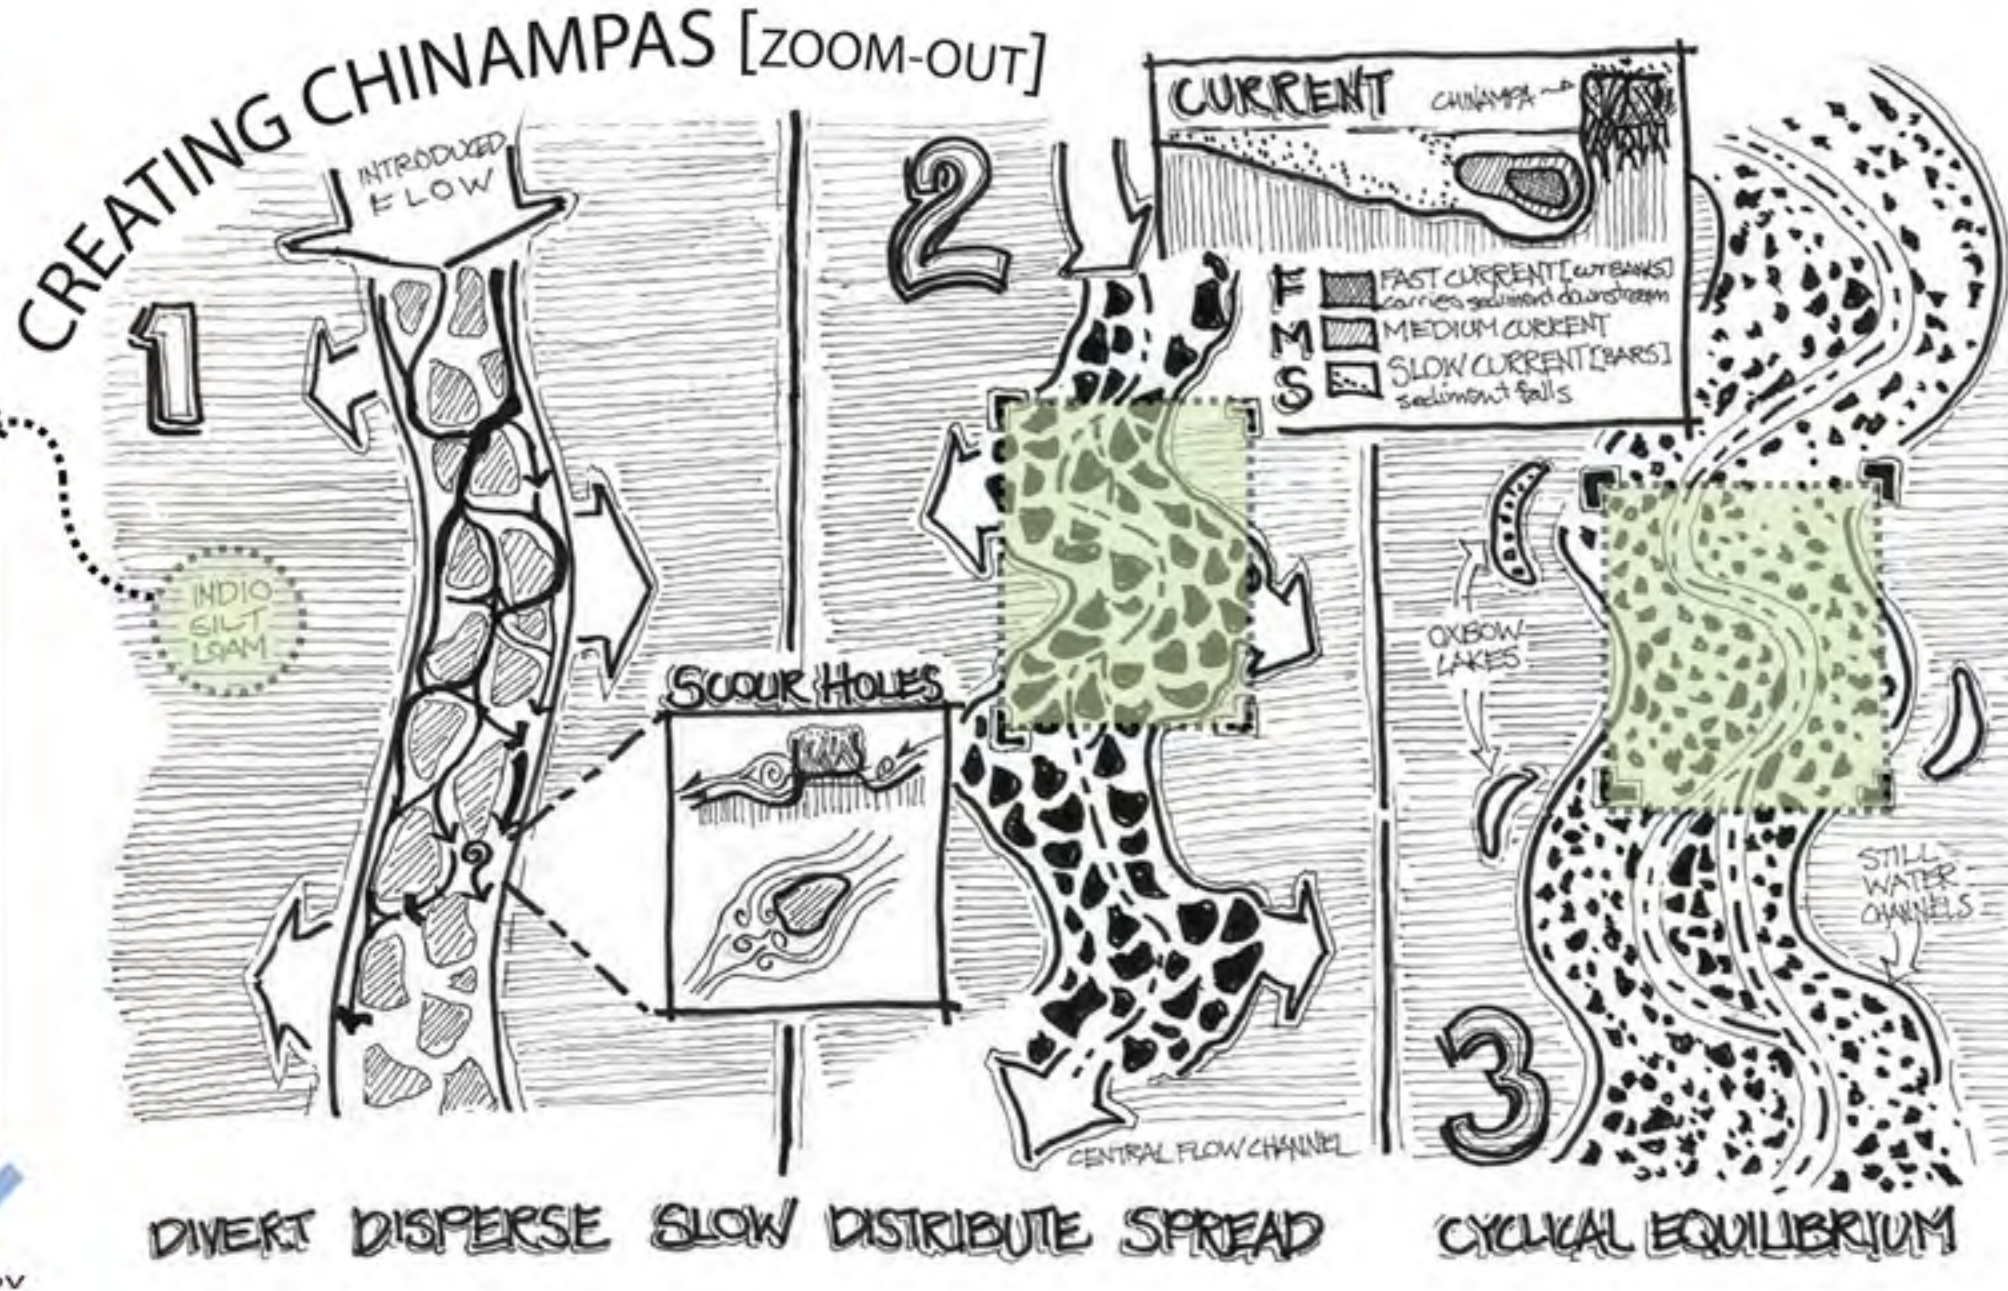 CREATING CHINAMPAS [ZOOM-OUT]
1
INTRODUCED
FLOW
INDIO
SILT
LOAM
SCOUR HOLES
2
CURRENT
CHINAMPA
F FAST CURRENT [CUT BANKS]
carries sediment downstream
M MEDIUM CURRENT
S SLOW CURRENT [BARS]
sediment falls
CENTRAL FLOW CHANNEL
OXBOW
LAKES
STILL
WATER
CHANNELS
3
DIVERT DISPERSE SLOW DISTRIBUTE SPREAD CYCLICAL EQUILIBRIUM